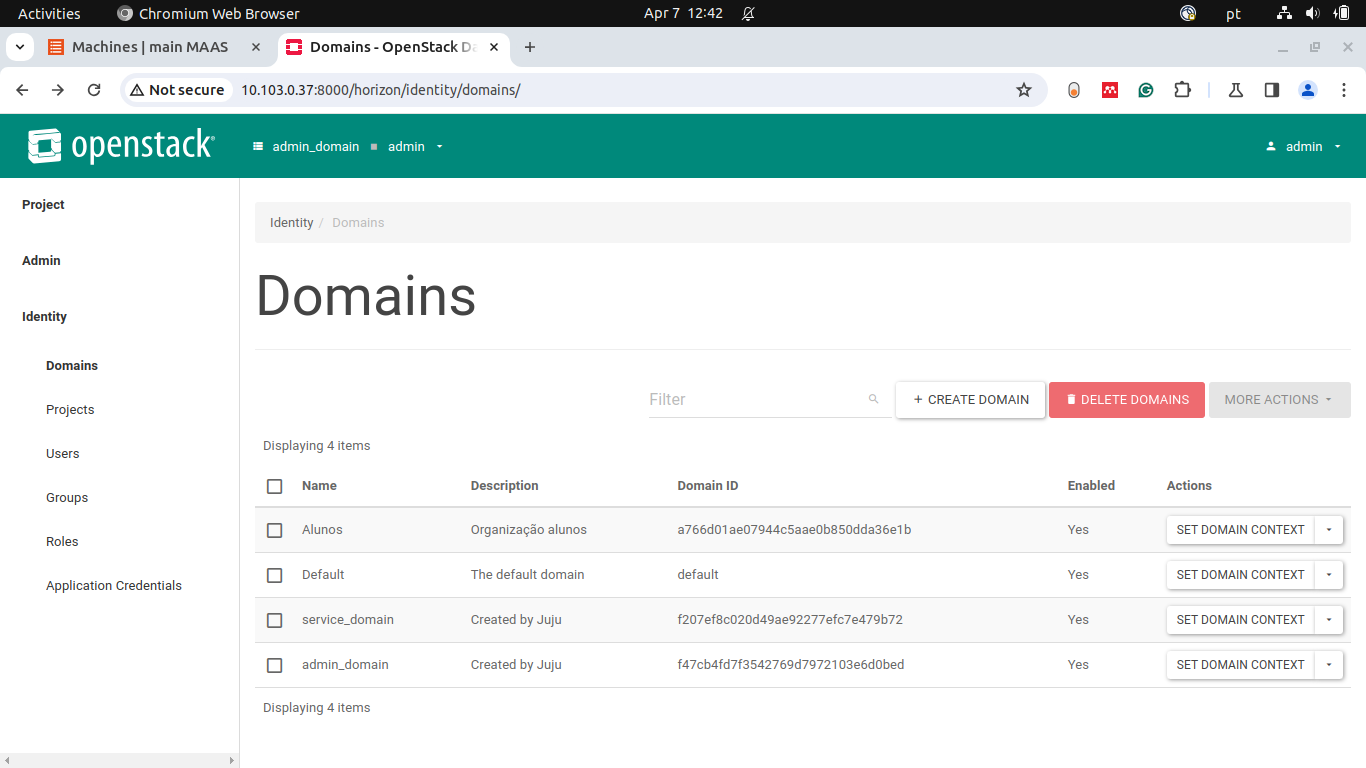 Activities Chromium Web Browser Apr 7 12:42 pt
Machines | main MAAS Domains - OpenStack Da
Not secure 10.103.0.37:8000/horizon/identity/domains/
openstack admin_domain admin admin
Project
Admin
Identity
Domains
Projects
Users
Groups
Roles
Application Credentials
Identity / Domains
Domains
Filter + CREATE DOMAIN DELETE DOMAINS MORE ACTIONS
Displaying 4 items
Name Description Domain ID Enabled Actions
Alunos Organização alunos a766d01ae07944c5aae0b850dda36e1b Yes SET DOMAIN CONTEXT
Default The default domain default Yes SET DOMAIN CONTEXT
service_domain Created by Juju f207ef8c020d49ae92277efc7e479b72 Yes SET DOMAIN CONTEXT
admin_domain Created by Juju f47cb4fd7f3542769d7972103e6d0bed Yes SET DOMAIN CONTEXT
Displaying 4 items